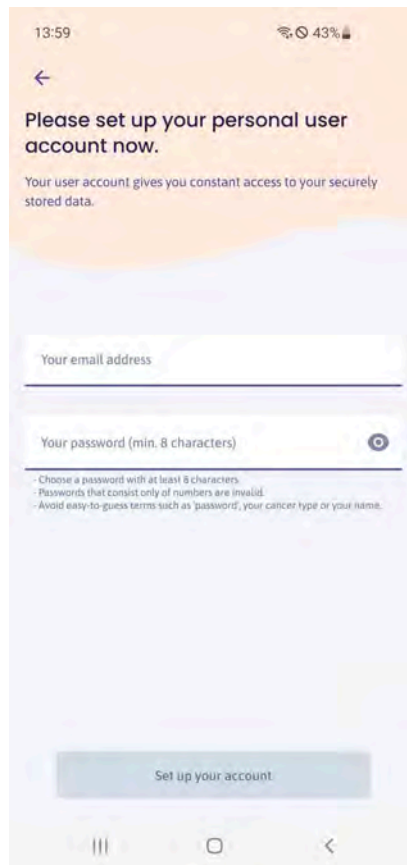 13:59
43%
Please set up your personal user
account now.
Your user account gives you constant access to your securely
stored data.
Your email address
Your password (min. 8 characters)
- Choose a password with at least 8 characters.
- Passwords that consist only of numbers are invalid.
- Avoid easy-to-guess terms such as 'password', your cancer type or your name.
Set up your account